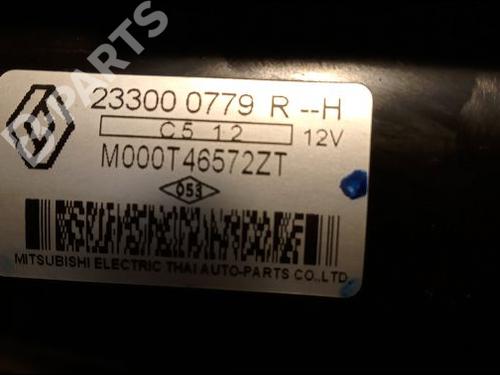 B-PARTS
23300 0779 R --H
C5 12 12V
M000T46572ZT
053
MITSUBISHI ELECTRIC THAI AUTO-PARTS CO.,LTD.